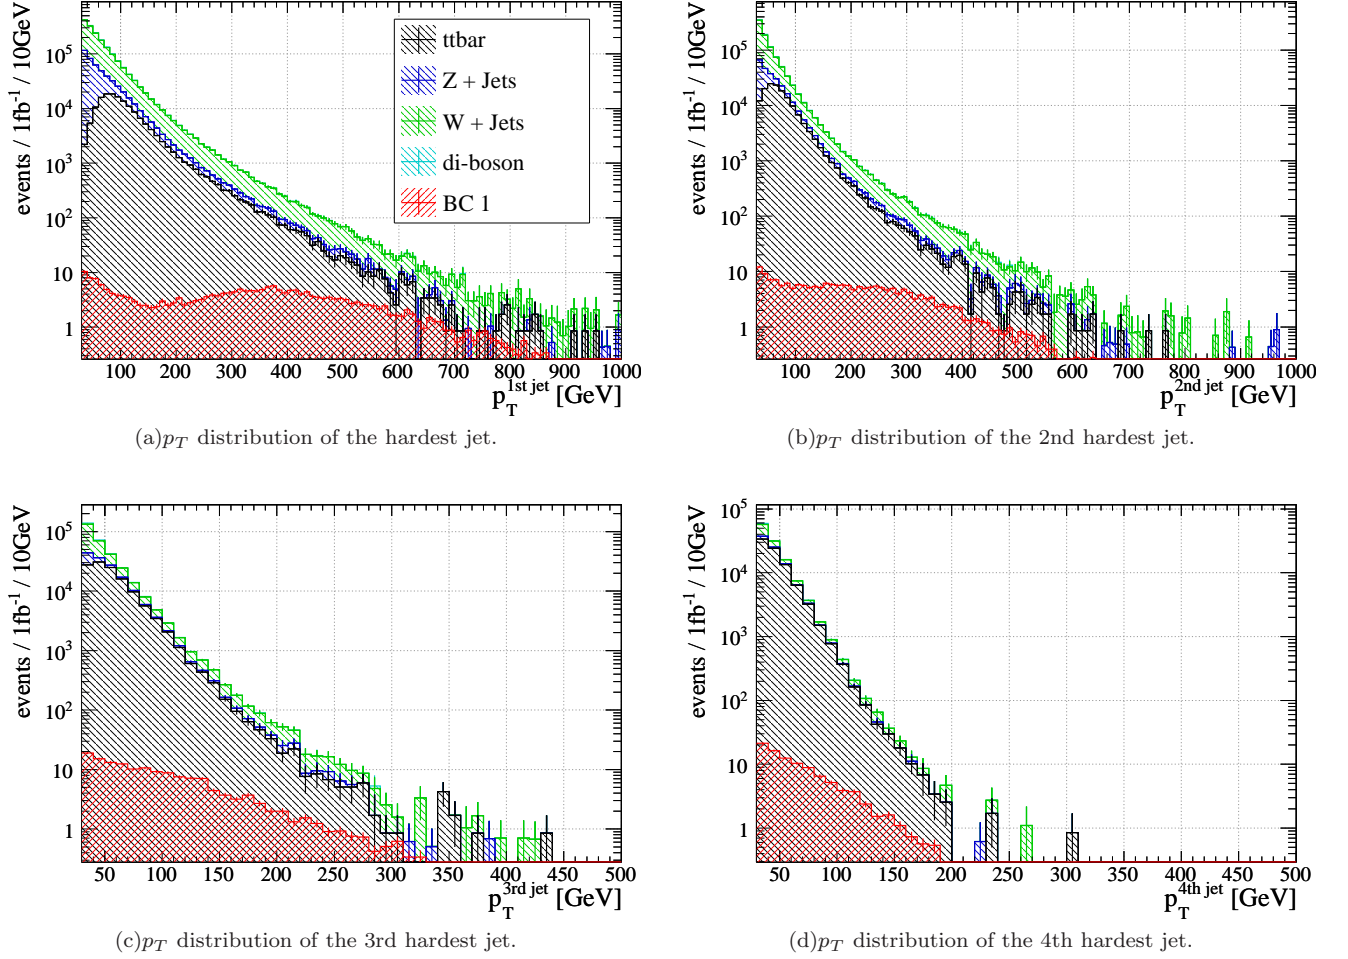 events / 1fb⁻¹ / 10GeV
10⁵
10⁴
10³
10²
10
1
ttbar
Z + Jets
W + Jets
di-boson
BC 1
100 200 300 400 500 600 700 800 900 1000
p_T^1st jet [GeV]
(a)p_T distribution of the hardest jet.
events / 1fb⁻¹ / 10GeV
10⁵
10⁴
10³
10²
10
1
100 200 300 400 500 600 700 800 900 1000
p_T^2nd jet [GeV]
(b)p_T distribution of the 2nd hardest jet.
events / 1fb⁻¹ / 10GeV
10⁵
10⁴
10³
10²
10
1
50 100 150 200 250 300 350 400 450 500
p_T^3rd jet [GeV]
(c)p_T distribution of the 3rd hardest jet.
events / 1fb⁻¹ / 10GeV
10⁵
10⁴
10³
10²
10
1
50 100 150 200 250 300 350 400 450 500
p_T^4th jet [GeV]
(d)p_T distribution of the 4th hardest jet.